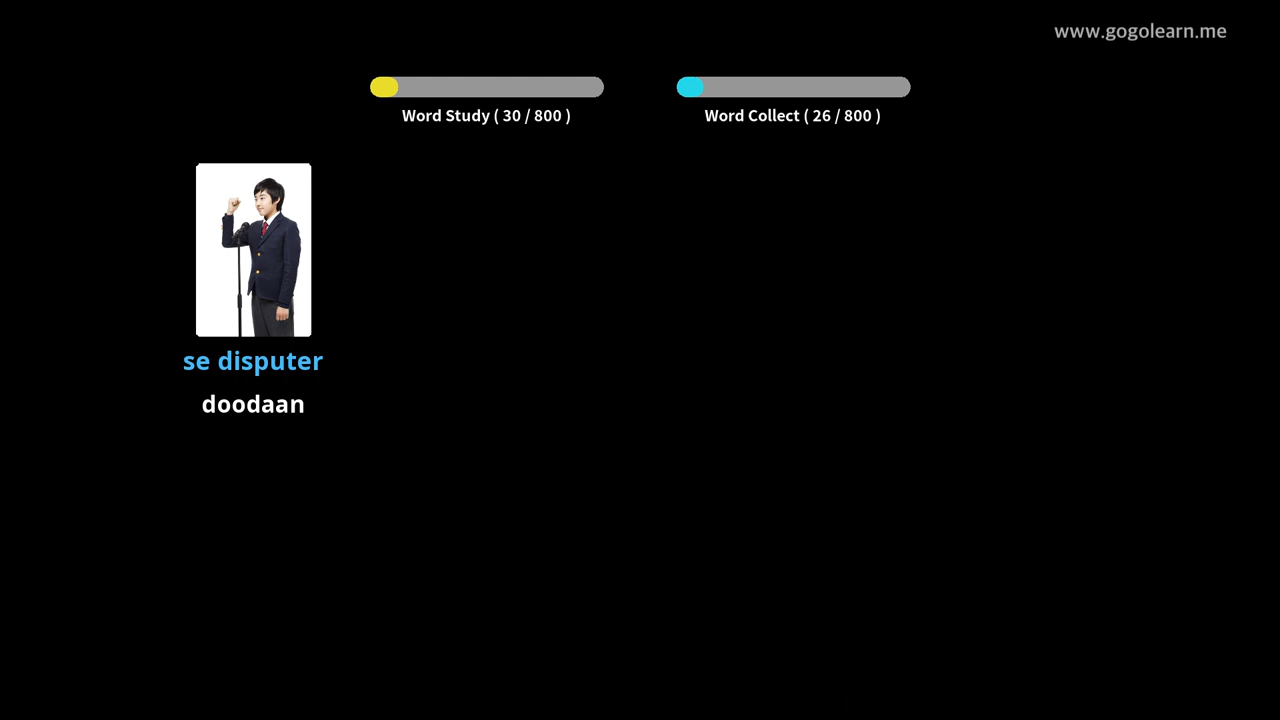 www.gogolearn.me
Word Study ( 30 / 800 )
Word Collect ( 26 / 800 )
se disputer
doodaan